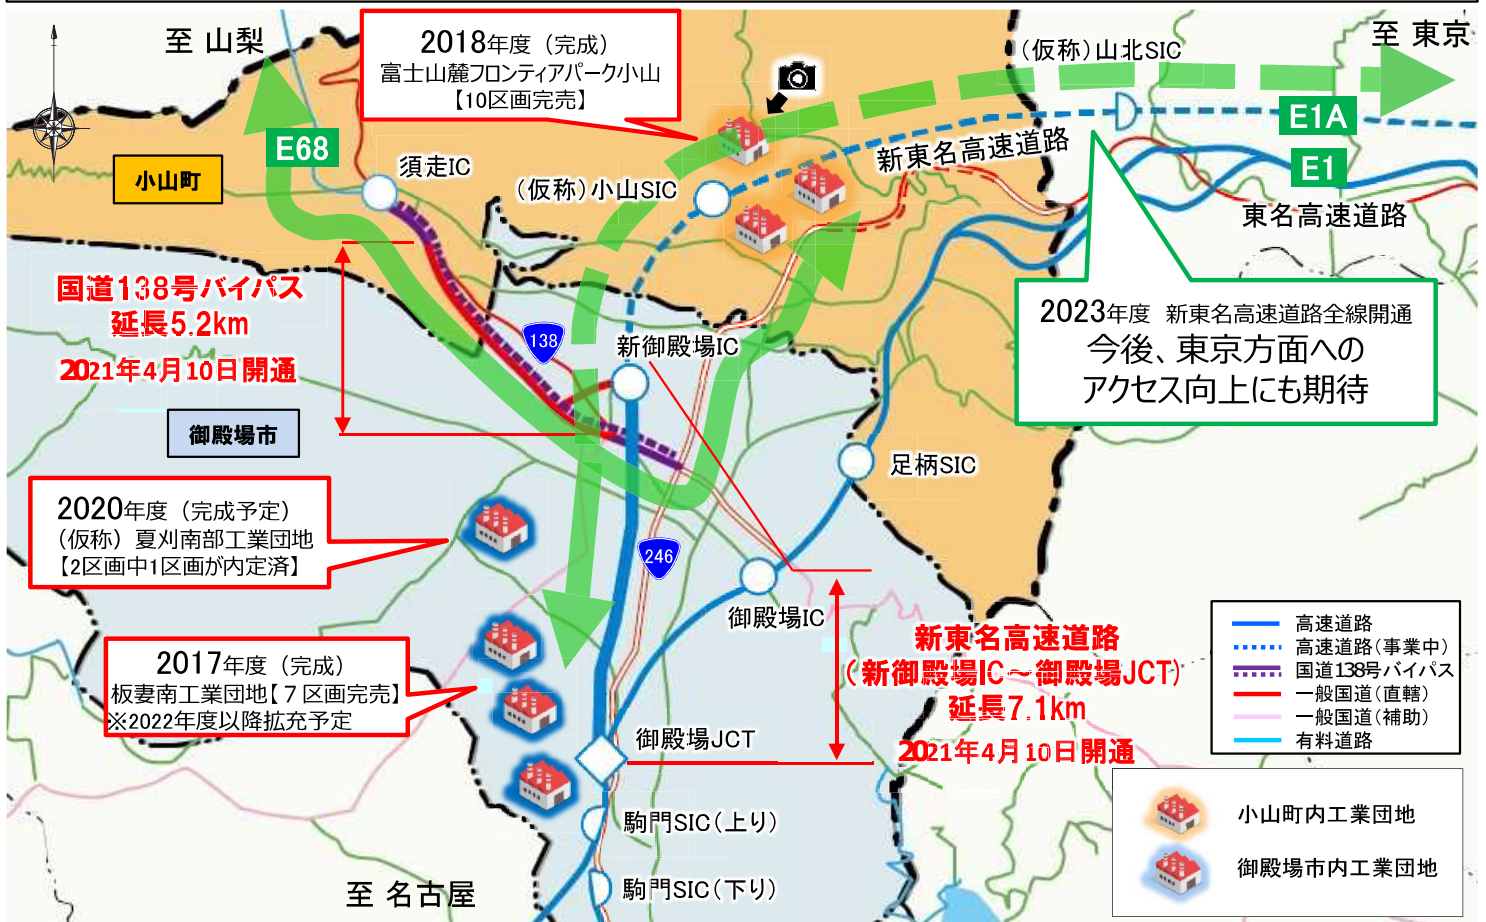 至 山梨
2018年度（完成）
富士山麓フロンティアパーク小山
【10区画完売】
（仮称）山北SIC
至 東京
E68
E1A
E1
小山町
須走IC
（仮称）小山SIC
新東名高速道路
東名高速道路
国道138号バイパス
延長5.2km
2021年4月10日開通
138
新御殿場IC
2023年度 新東名高速道路全線開通
今後、東京方面への
アクセス向上にも期待
御殿場市
足柄SIC
2020年度（完成予定）
（仮称）夏刈南部工業団地
【2区画中1区画が内定済】
246
御殿場IC
新東名高速道路
（新御殿場IC～御殿場JCT）
延長7.1km
2021年4月10日開通
2017年度（完成）
板妻南工業団地【７区画完売】
※2022年度以降拡充予定
御殿場JCT
駒門SIC（上り）
駒門SIC（下り）
至 名古屋
高速道路
高速道路（事業中）
国道138号バイパス
一般国道（直轄）
一般国道（補助）
有料道路
小山町内工業団地
御殿場市内工業団地